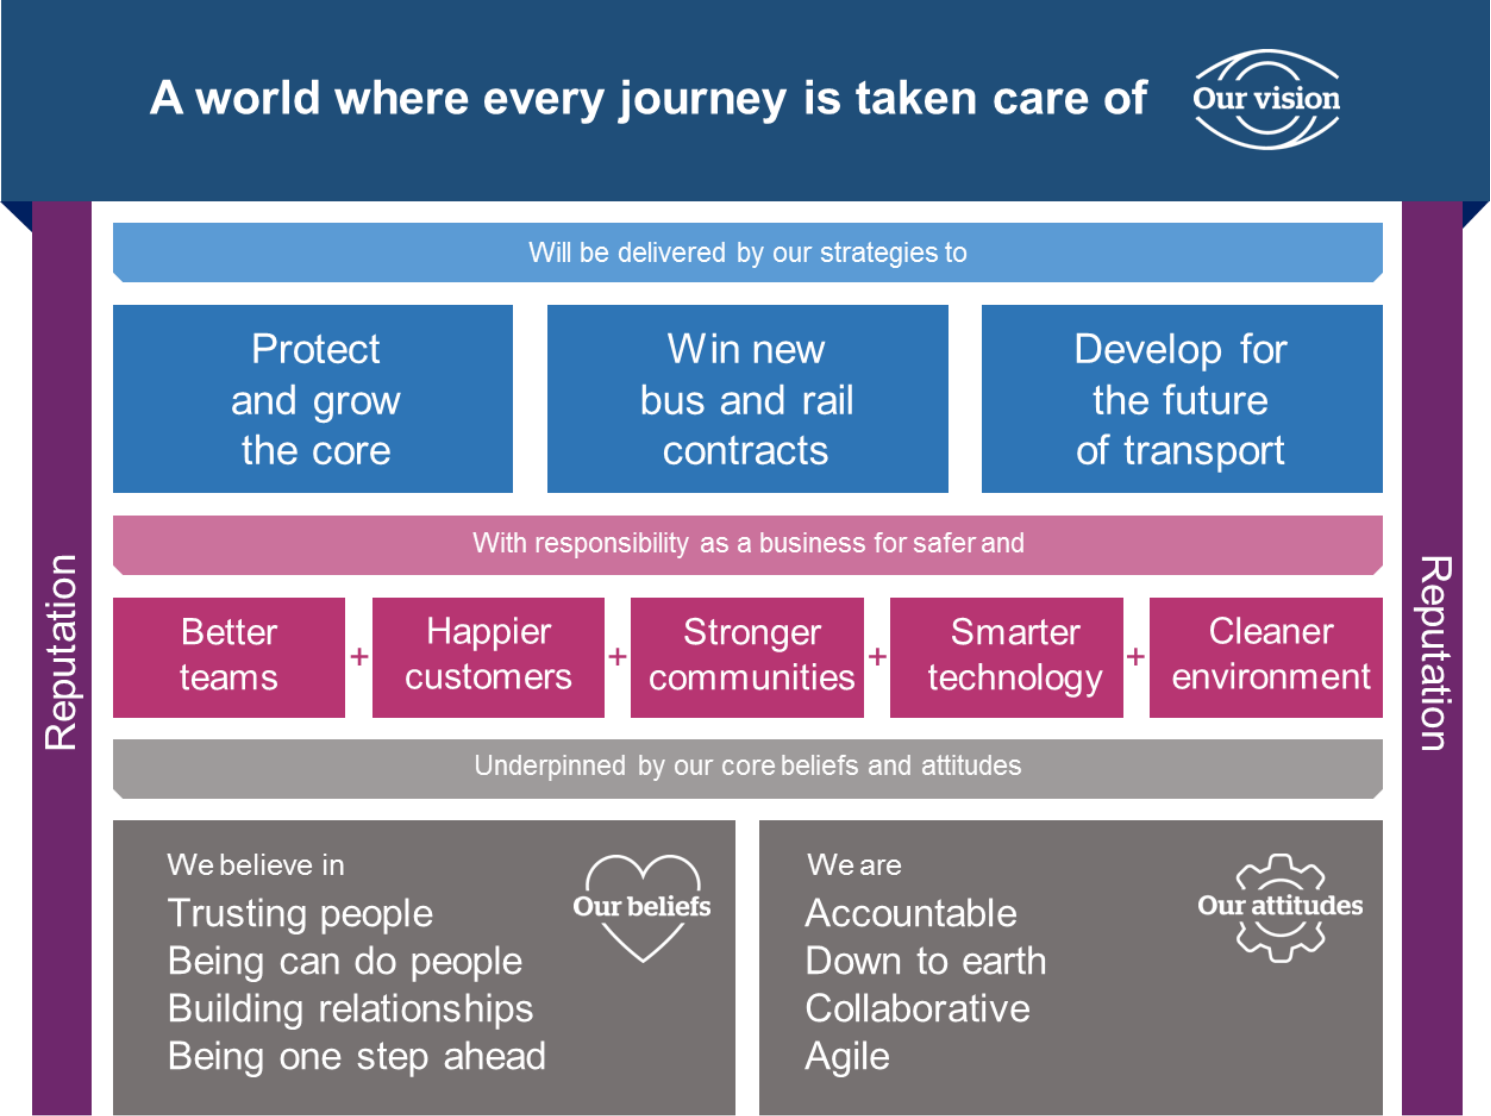 A world where every journey is taken care of
Our vision
Will be delivered by our strategies to
Protect
and grow
the core
Win new
bus and rail
contracts
Develop for
the future
of transport
With responsibility as a business for safer and
Better
teams
+
Happier
customers
+
Stronger
communities
+
Smarter
technology
+
Cleaner
environment
Underpinned by our core beliefs and attitudes
We believe in
Trusting people
Being can do people
Building relationships
Being one step ahead
Our beliefs
We are
Accountable
Down to earth
Collaborative
Agile
Our attitudes
Reputation
Reputation